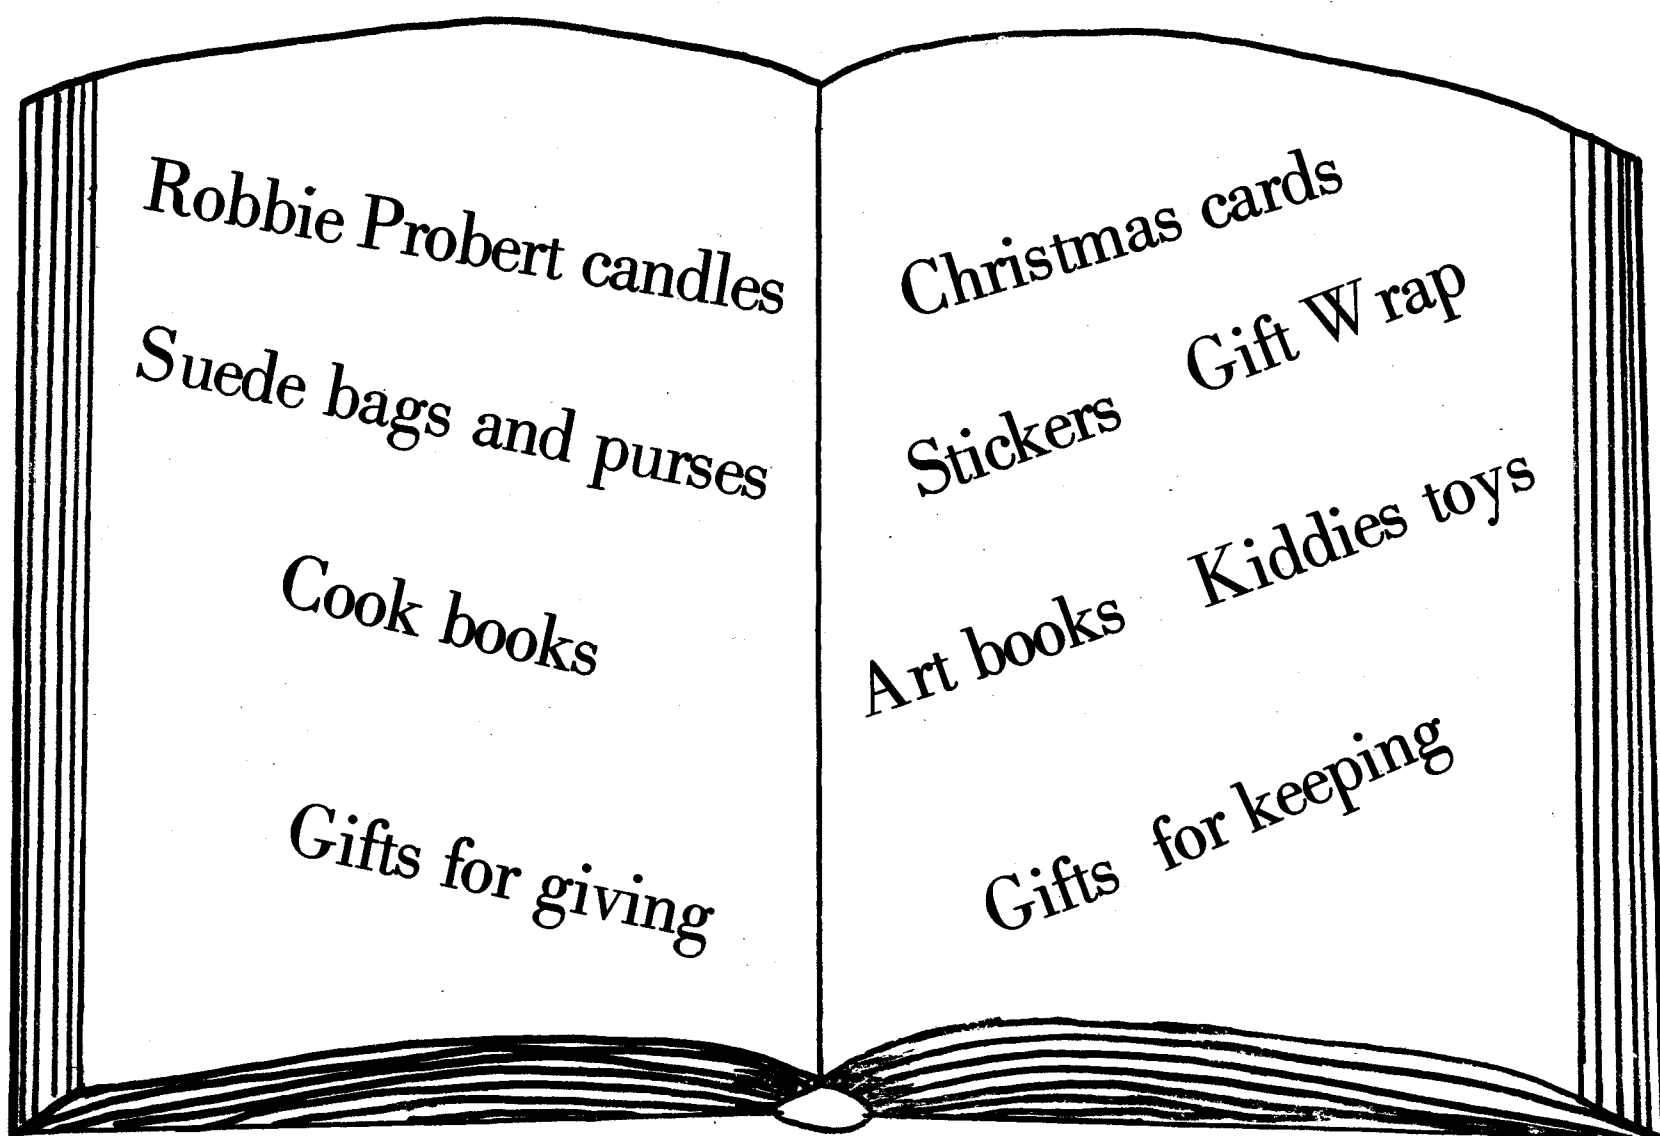 Robbie Probert candles
Suede bags and purses
Cook books
Gifts for giving
Christmas cards
Gift Wrap
Stickers
Kiddies toys
Art books
Gifts for keeping